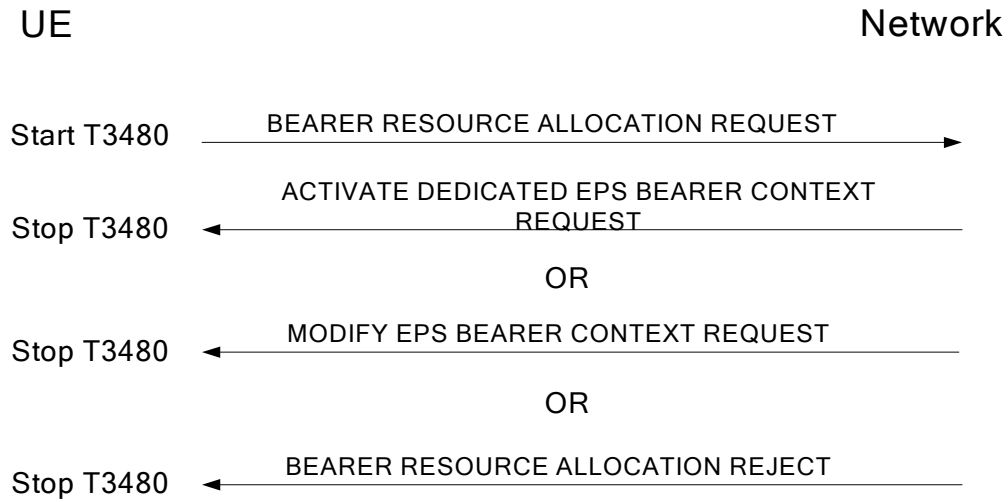 UE
Network
Start T3480
BEARER RESOURCE ALLOCATION REQUEST
ACTIVATE DEDICATED EPS BEARER CONTEXT
REQUEST
Stop T3480
OR
MODIFY EPS BEARER CONTEXT REQUEST
Stop T3480
OR
BEARER RESOURCE ALLOCATION REJECT
Stop T3480